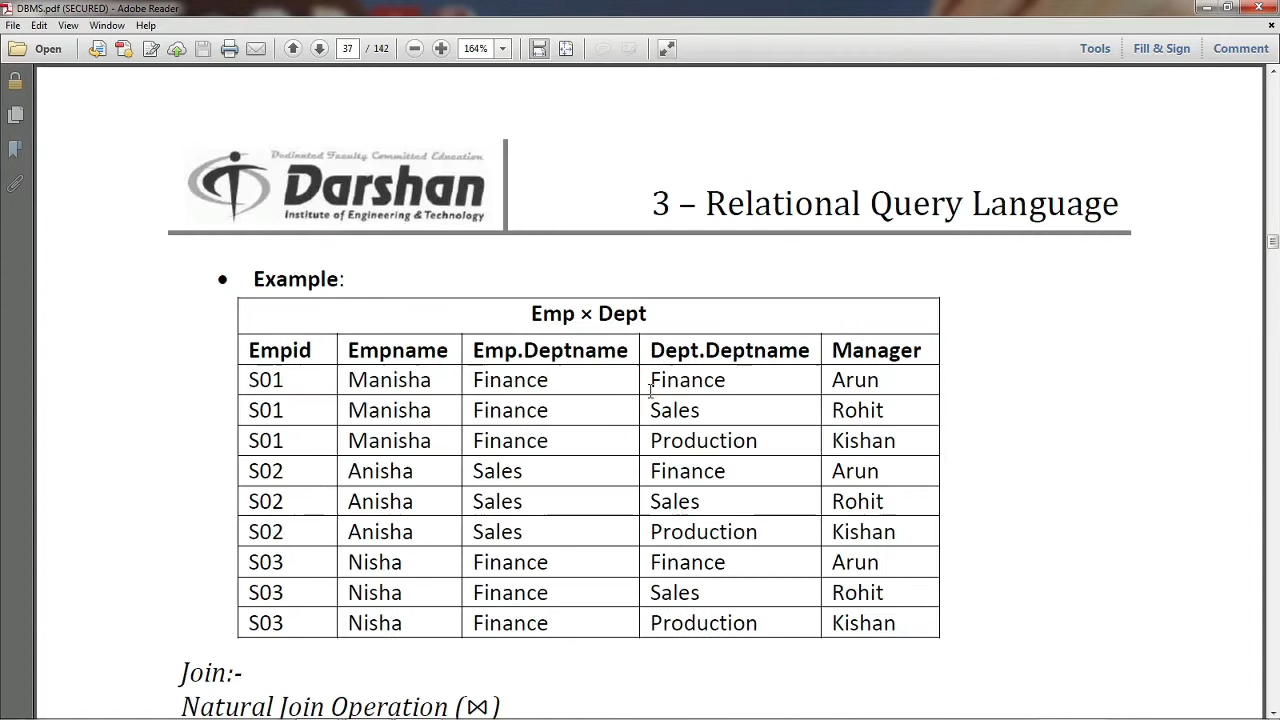 DBMS.pdf (SECURED) - Adobe Reader
File Edit View Window Help
Open 37 / 142 164% Tools Fill & Sign Comment
Dedicated Faculty Committed Education
Darshan
Institute of Engineering & Technology
3 – Relational Query Language
• Example:
Emp × Dept
Empid Empname Emp.Deptname Dept.Deptname Manager
S01 Manisha Finance Finance Arun
S01 Manisha Finance Sales Rohit
S01 Manisha Finance Production Kishan
S02 Anisha Sales Finance Arun
S02 Anisha Sales Sales Rohit
S02 Anisha Sales Production Kishan
S03 Nisha Finance Finance Arun
S03 Nisha Finance Sales Rohit
S03 Nisha Finance Production Kishan
Join:-
Natural Join Operation (⋈)